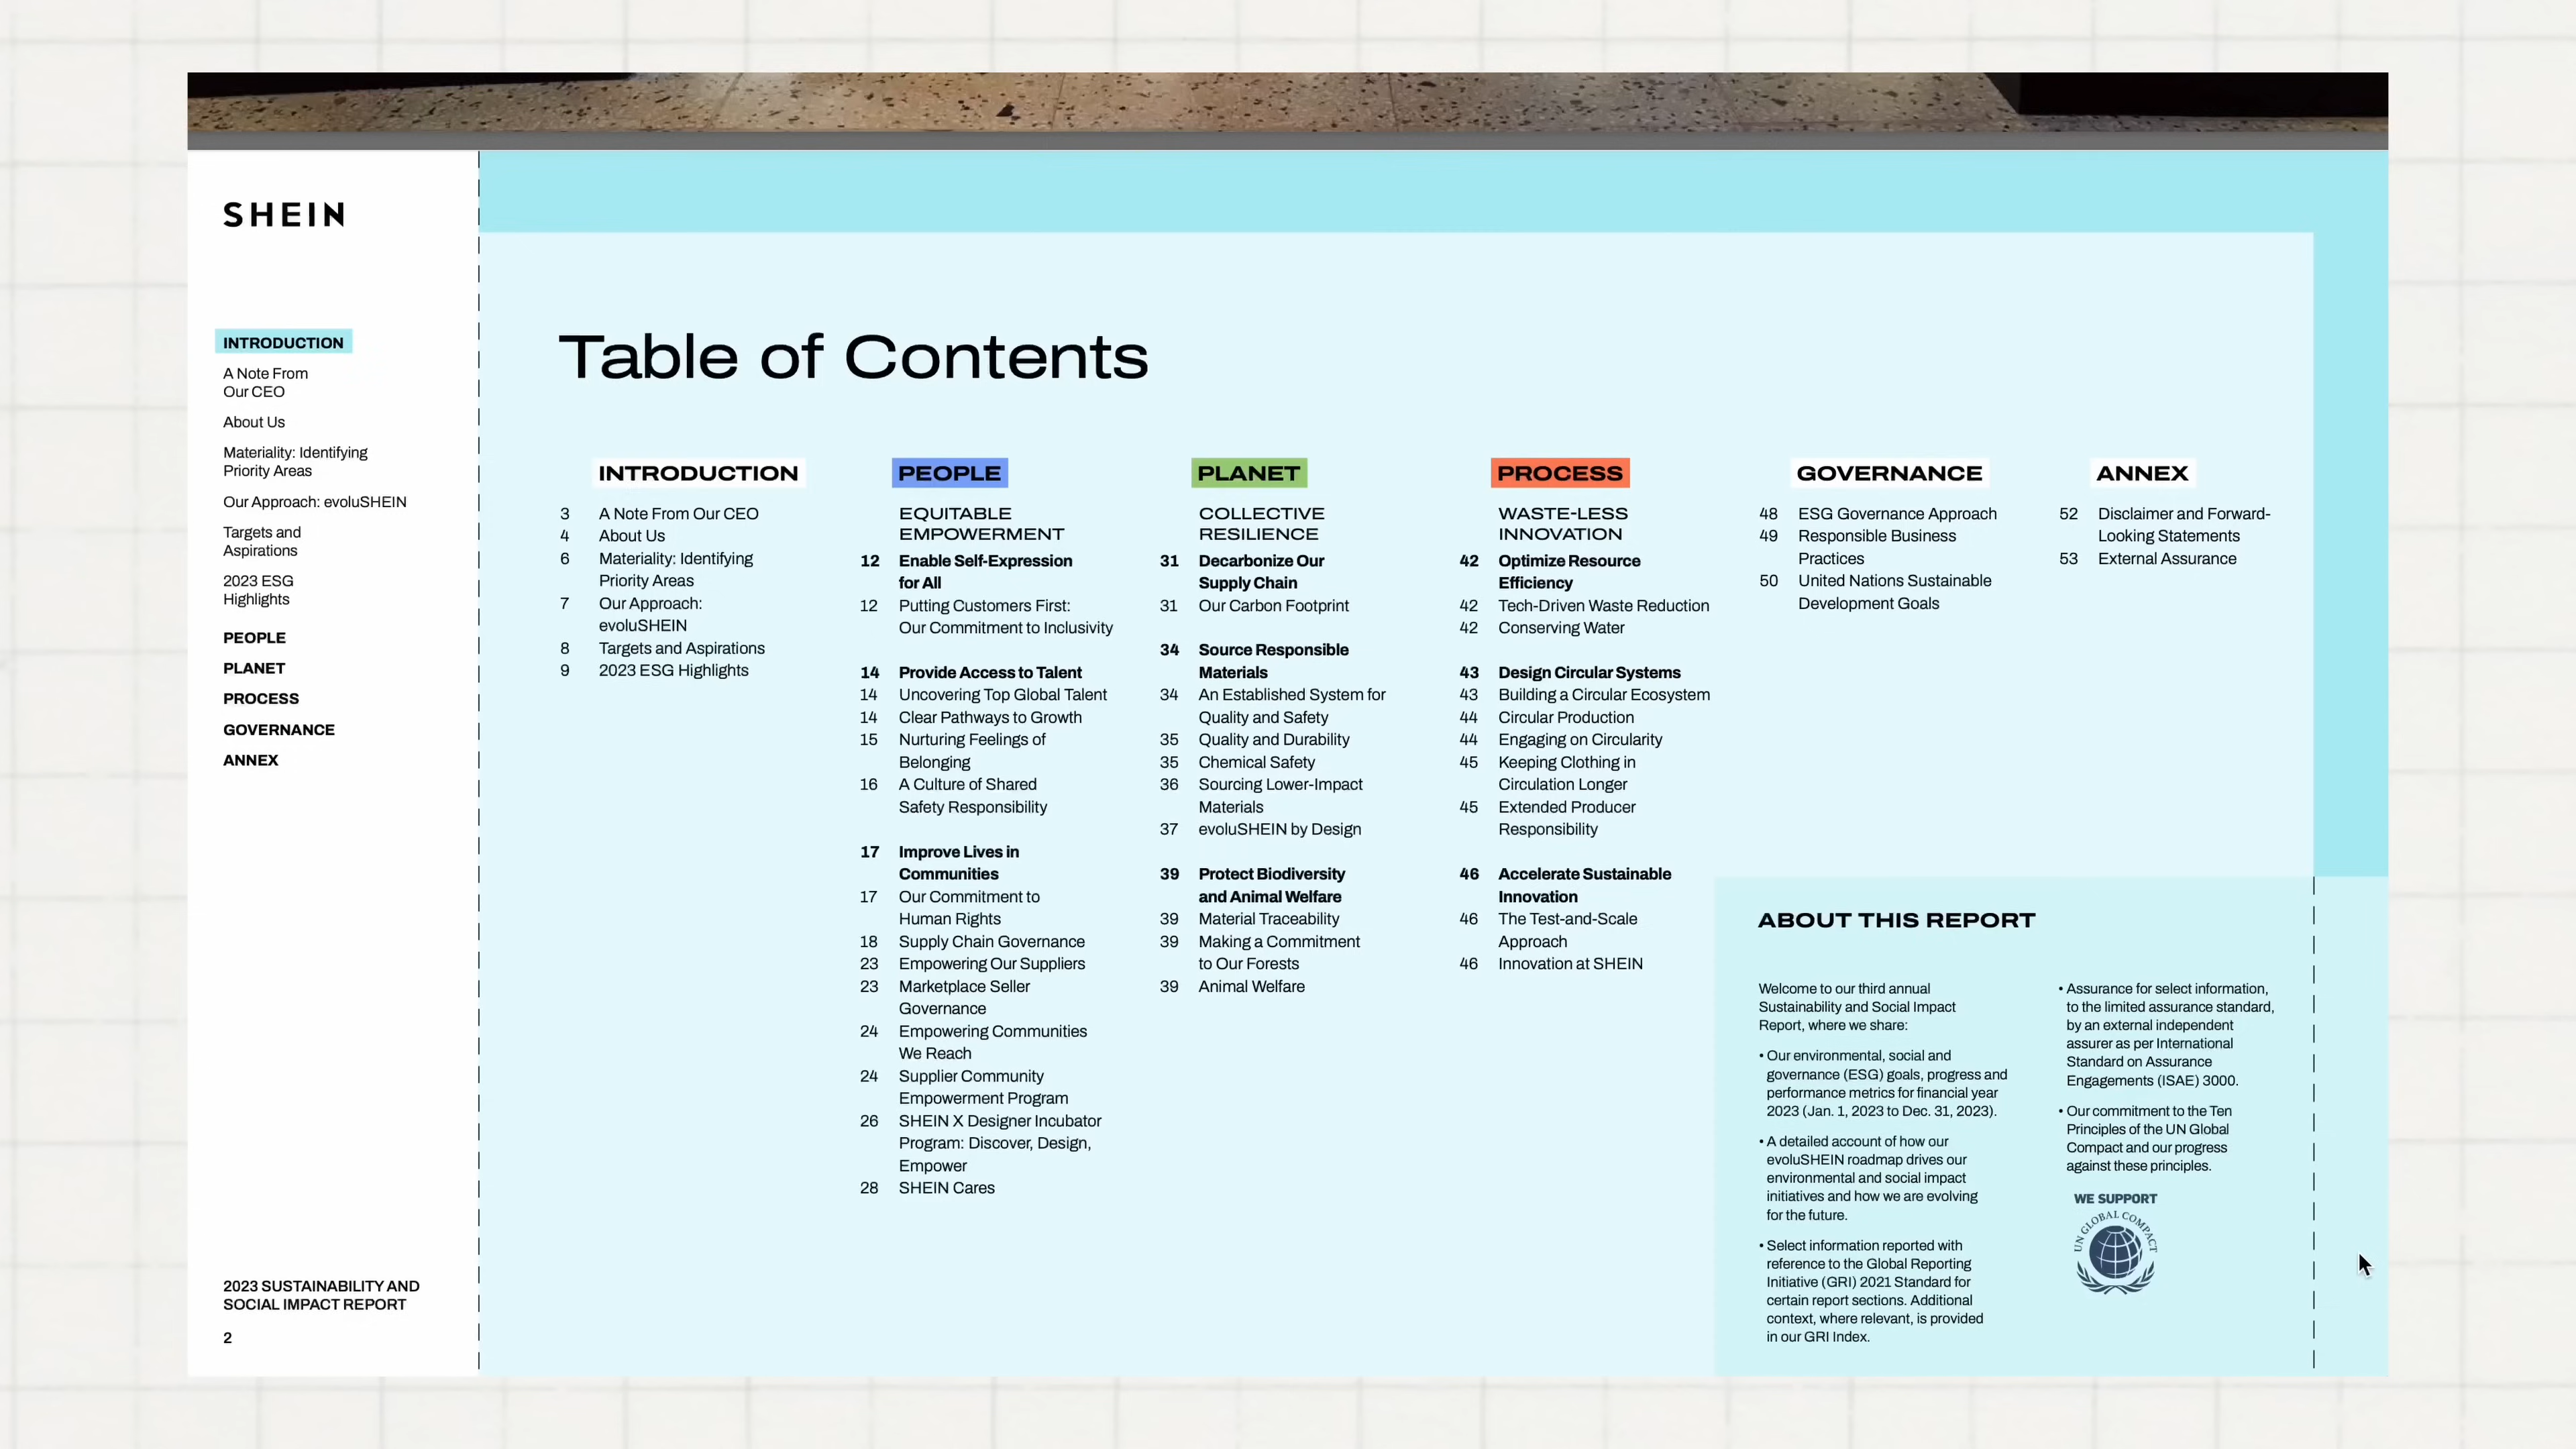 SHEIN
INTRODUCTION
A Note From
Our CEO
About Us
Materiality: Identifying
Priority Areas
Our Approach: evoluSHEIN
Targets and
Aspirations
2023 ESG
Highlights
PEOPLE
PLANET
PROCESS
GOVERNANCE
ANNEX
2023 SUSTAINABILITY AND
SOCIAL IMPACT REPORT
2
Table of Contents
INTRODUCTION
3 A Note From Our CEO
4 About Us
6 Materiality: Identifying
Priority Areas
7 Our Approach:
evoluSHEIN
8 Targets and Aspirations
9 2023 ESG Highlights
PEOPLE
EQUITABLE
EMPOWERMENT
12 Enable Self-Expression
for All
12 Putting Customers First:
Our Commitment to Inclusivity
14 Provide Access to Talent
14 Uncovering Top Global Talent
14 Clear Pathways to Growth
15 Nurturing Feelings of
Belonging
16 A Culture of Shared
Safety Responsibility
17 Improve Lives in
Communities
17 Our Commitment to
Human Rights
18 Supply Chain Governance
23 Empowering Our Suppliers
23 Marketplace Seller
Governance
24 Empowering Communities
We Reach
24 Supplier Community
Empowerment Program
26 SHEIN X Designer Incubator
Program: Discover, Design,
Empower
28 SHEIN Cares
PLANET
COLLECTIVE
RESILIENCE
31 Decarbonize Our
Supply Chain
31 Our Carbon Footprint
34 Source Responsible
Materials
34 An Established System for
Quality and Safety
35 Quality and Durability
35 Chemical Safety
36 Sourcing Lower-Impact
Materials
37 evoluSHEIN by Design
39 Protect Biodiversity
and Animal Welfare
39 Material Traceability
39 Making a Commitment
to Our Forests
39 Animal Welfare
PROCESS
WASTE-LESS
INNOVATION
42 Optimize Resource
Efficiency
42 Tech-Driven Waste Reduction
42 Conserving Water
43 Design Circular Systems
43 Building a Circular Ecosystem
44 Circular Production
44 Engaging on Circularity
45 Keeping Clothing in
Circulation Longer
45 Extended Producer
Responsibility
46 Accelerate Sustainable
Innovation
46 The Test-and-Scale
Approach
46 Innovation at SHEIN
GOVERNANCE
48 ESG Governance Approach
49 Responsible Business
Practices
50 United Nations Sustainable
Development Goals
ANNEX
52 Disclaimer and Forward-
Looking Statements
53 External Assurance
ABOUT THIS REPORT
Welcome to our third annual
Sustainability and Social Impact
Report, where we share:
• Our environmental, social and
governance (ESG) goals, progress and
performance metrics for financial year
2023 (Jan. 1, 2023 to Dec. 31, 2023).
• A detailed account of how our
evoluSHEIN roadmap drives our
environmental and social impact
initiatives and how we are evolving
for the future.
• Select information reported with
reference to the Global Reporting
Initiative (GRI) 2021 Standard for
certain report sections. Additional
context, where relevant, is provided
in our GRI Index.
• Assurance for select information,
to the limited assurance standard,
by an external independent
assurer as per International
Standard on Assurance
Engagements (ISAE) 3000.
• Our commitment to the Ten
Principles of the UN Global
Compact and our progress
against these principles.
WE SUPPORT
UN GLOBAL COMPACT